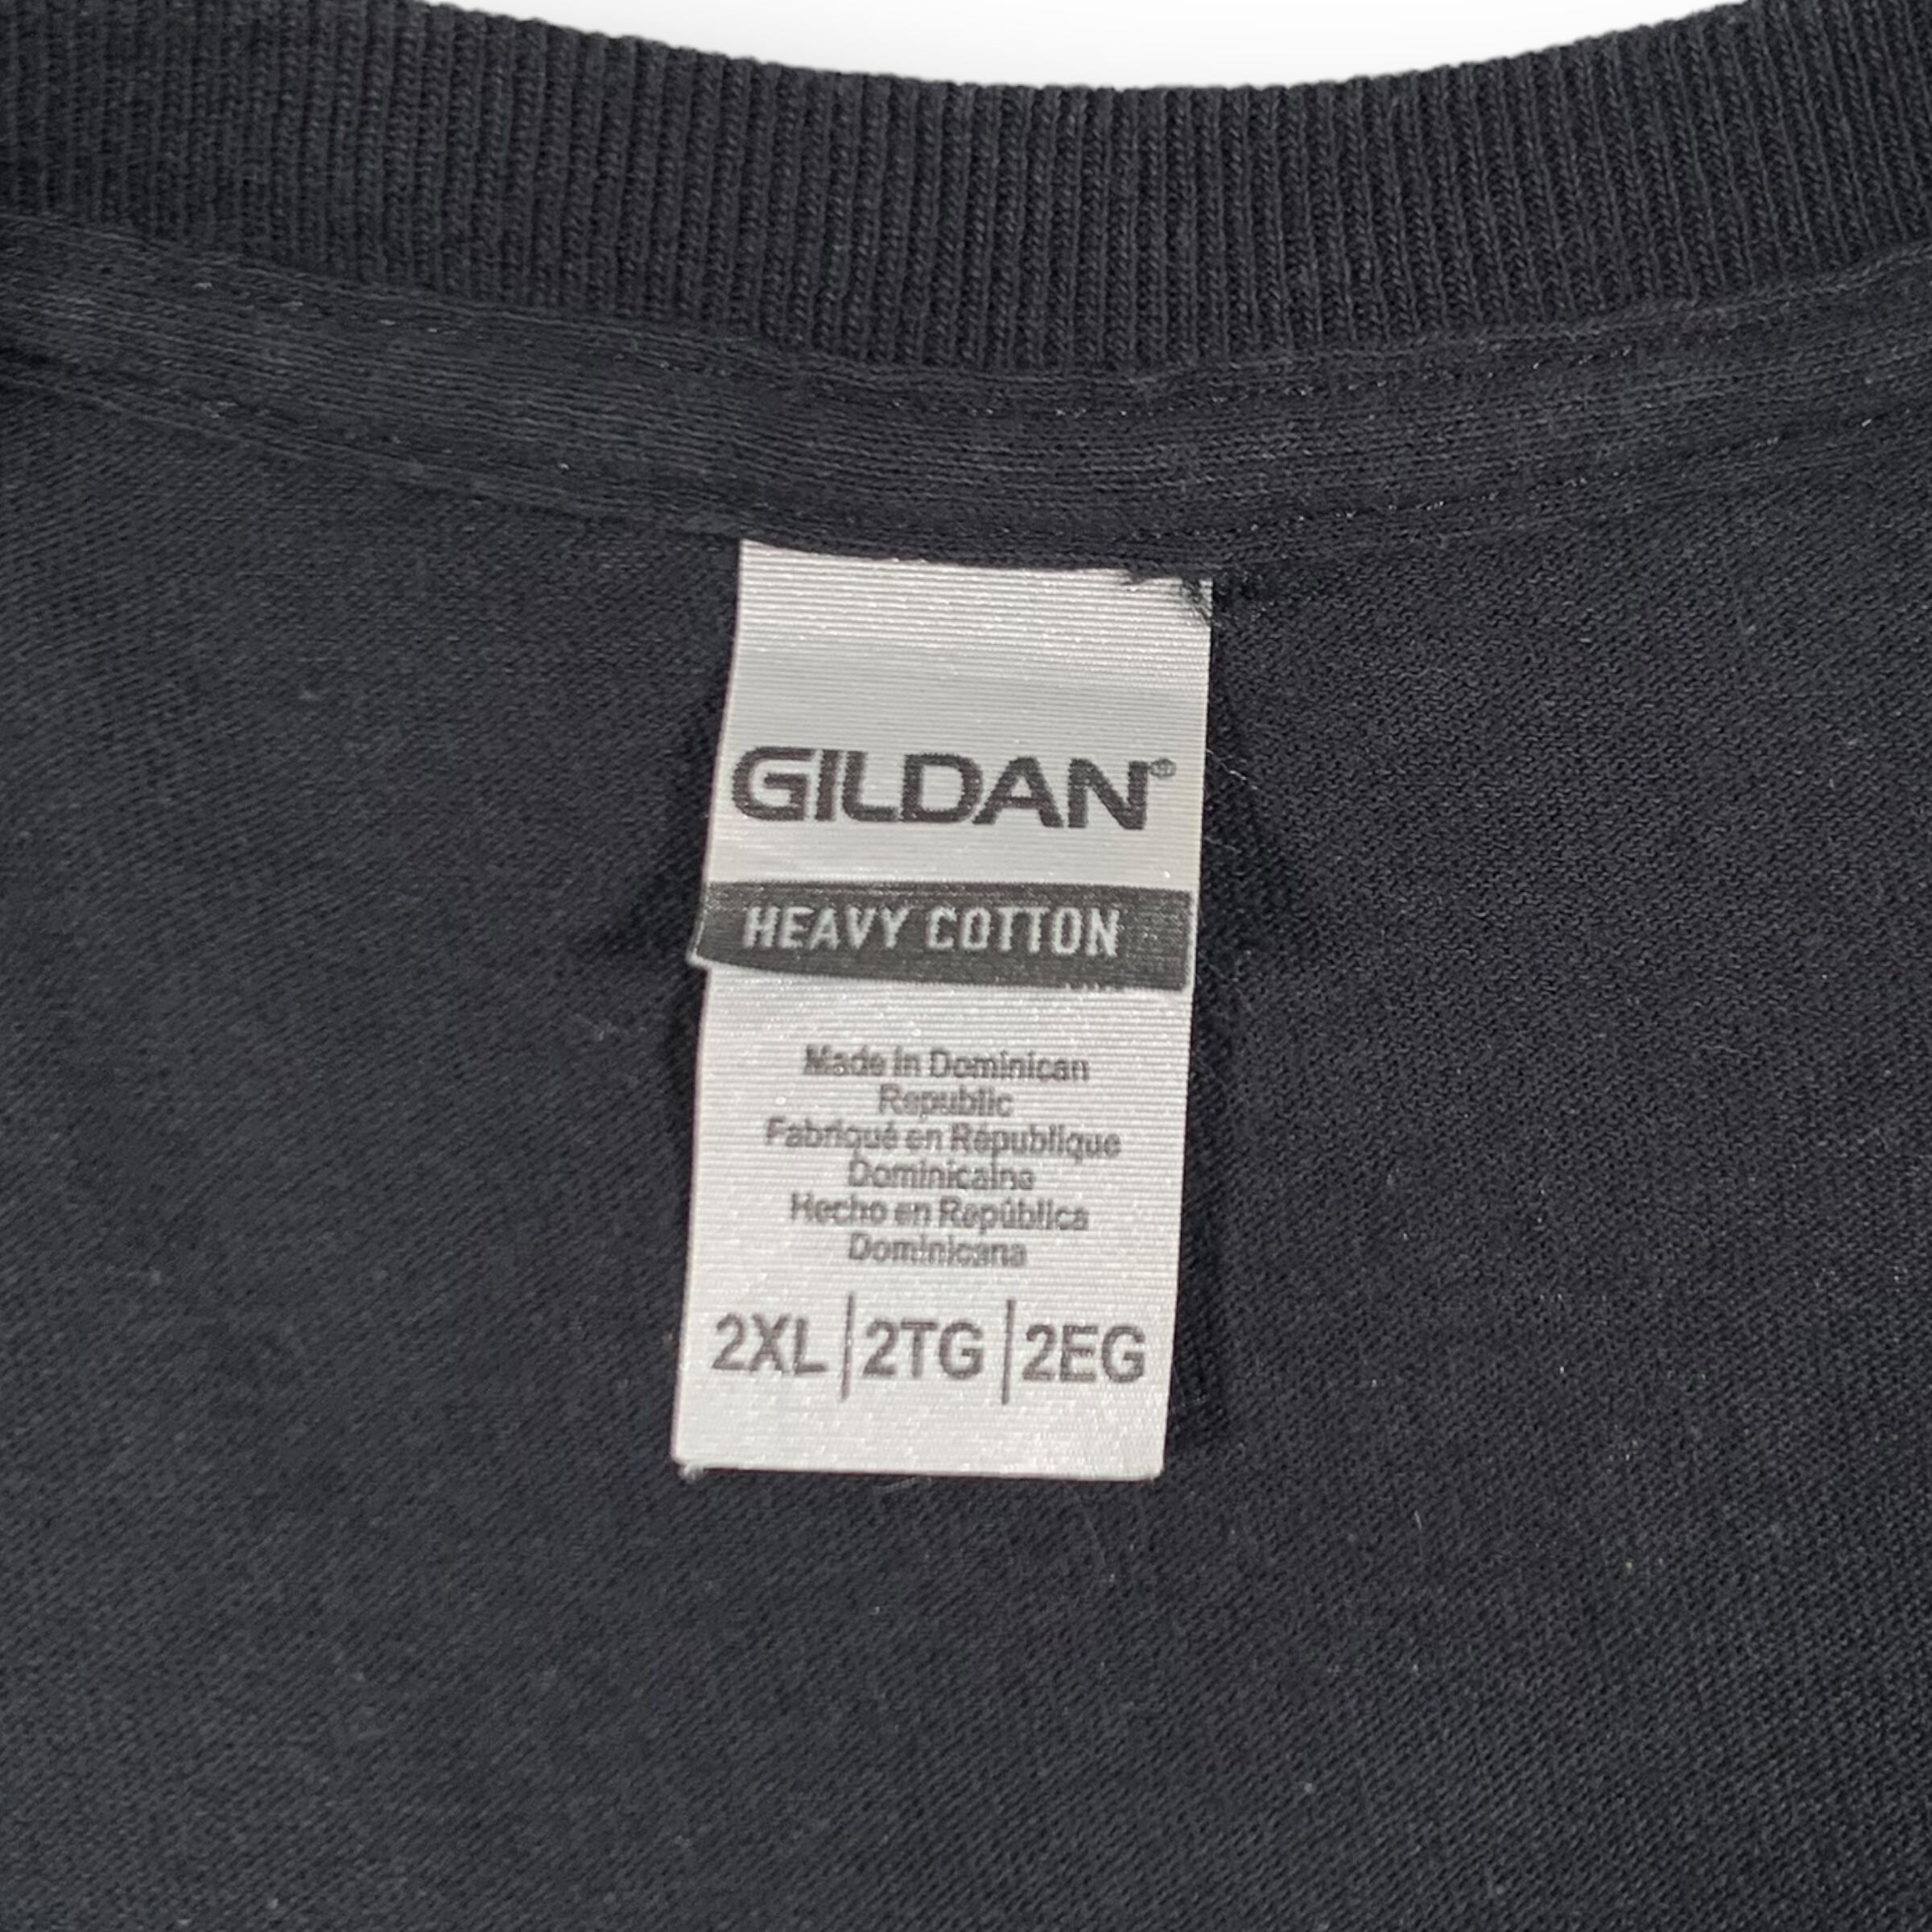 GILDAN®
HEAVY COTTON
Made in Dominican
Republic
Fabriqué en République
Dominicaine
Hecho en República
Dominicana
2XL | 2TG | 2EG